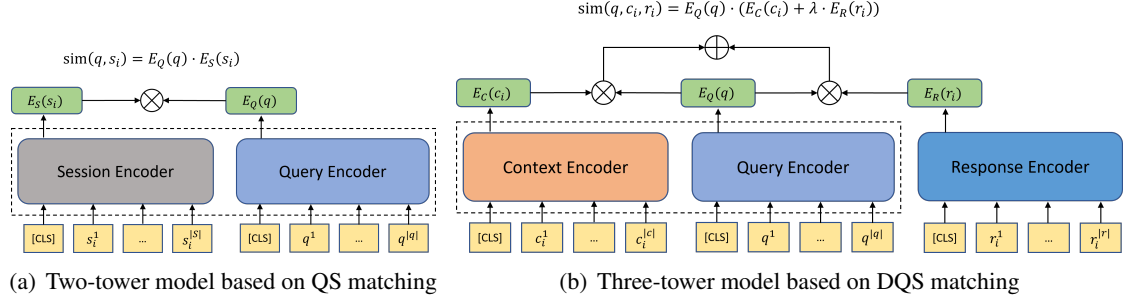 sim(q, s_i) = E_Q(q) · E_S(s_i)
E_S(s_i)
E_Q(q)
Session Encoder
Query Encoder
[CLS] s_i^1 ... s_i^{|S|}
[CLS] q^1 ... q^{|q|}
(a) Two-tower model based on QS matching
sim(q, c_i, r_i) = E_Q(q) · (E_C(c_i) + λ · E_R(r_i))
E_C(c_i)
E_Q(q)
E_R(r_i)
Context Encoder
Query Encoder
Response Encoder
[CLS] c_i^1 ... c_i^{|c|}
[CLS] q^1 ... q^{|q|}
[CLS] r_i^1 ... r_i^{|r|}
(b) Three-tower model based on DQS matching